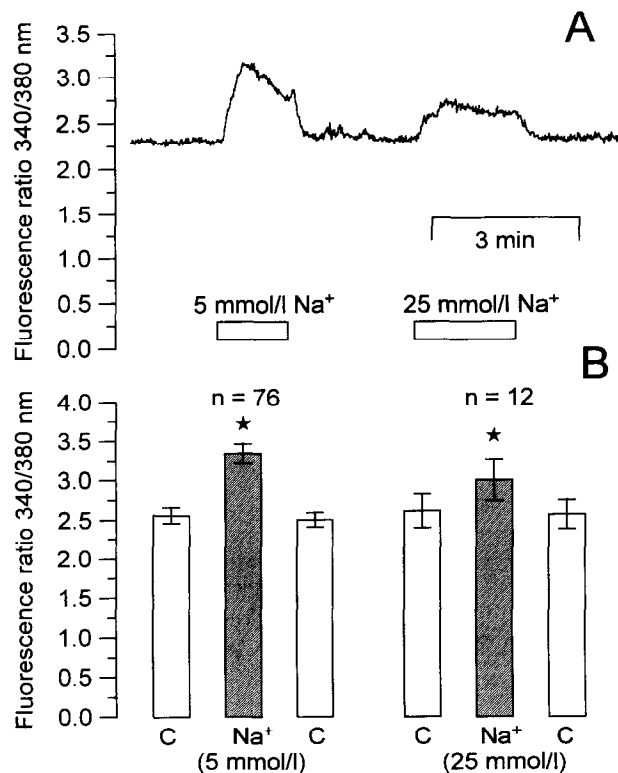 A
Fluorescence ratio 340/380 nm
3.5
3.0
2.5
2.0
1.5
1.0
0.5
0.0
3 min
5 mmol/l Na⁺
25 mmol/l Na⁺
B
Fluorescence ratio 340/380 nm
4.0
3.5
3.0
2.5
2.0
1.5
1.0
0.5
0.0
n = 76
n = 12
★
★
C Na⁺ C C Na⁺ C
(5 mmol/l) (25 mmol/l)